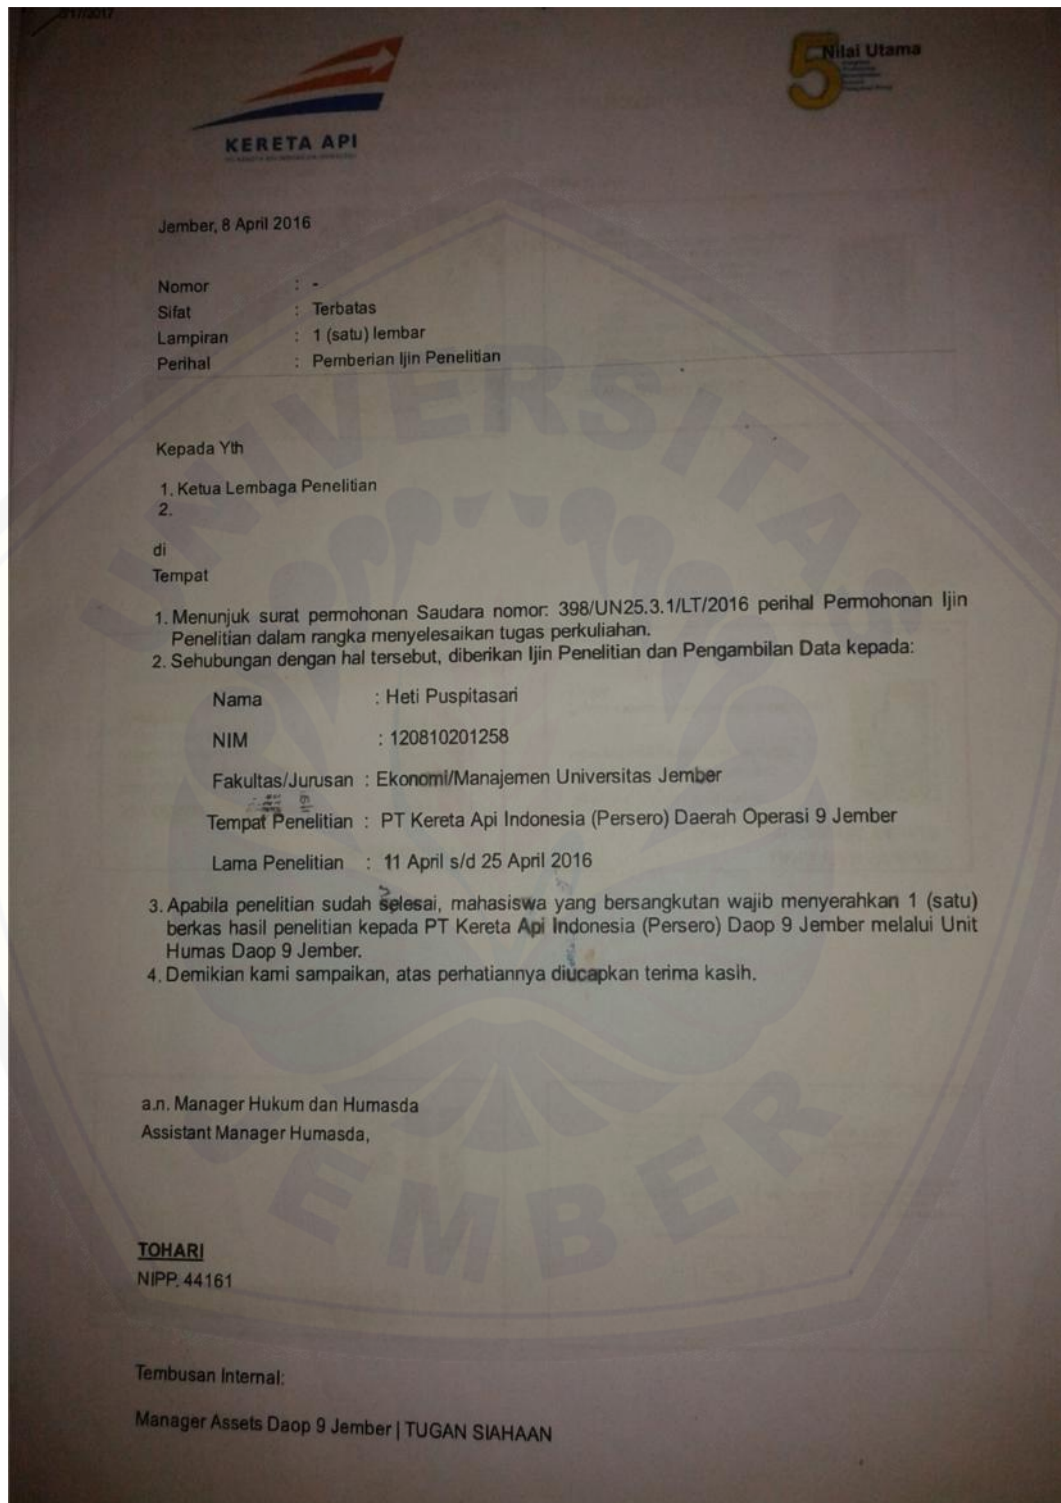 5 Nilai Utama
KERETA API
Jember, 8 April 2016
Nomor : -
Sifat : Terbatas
Lampiran : 1 (satu) lembar
Perihal : Pemberian Ijin Penelitian
Kepada Yth
1. Ketua Lembaga Penelitian
2.
di
Tempat
1. Menunjuk surat permohonan Saudara nomor: 398/UN25.3.1/LT/2016 perihal Permohonan Ijin
Penelitian dalam rangka menyelesaikan tugas perkuliahan.
2. Sehubungan dengan hal tersebut, diberikan Ijin Penelitian dan Pengambilan Data kepada:
Nama : Heti Puspitasari
NIM : 120810201258
Fakultas/Jurusan : Ekonomi/Manajemen Universitas Jember
Tempat Penelitian : PT Kereta Api Indonesia (Persero) Daerah Operasi 9 Jember
Lama Penelitian : 11 April s/d 25 April 2016
3. Apabila penelitian sudah selesai, mahasiswa yang bersangkutan wajib menyerahkan 1 (satu)
berkas hasil penelitian kepada PT Kereta Api Indonesia (Persero) Daop 9 Jember melalui Unit
Humas Daop 9 Jember.
4. Demikian kami sampaikan, atas perhatiannya diucapkan terima kasih.
a.n. Manager Hukum dan Humasda
Assistant Manager Humasda,
TOHARI
NIPP. 44161
Tembusan Internal:
Manager Assets Daop 9 Jember | TUGAN SIAHAAN
UNIVERSITAS
JEMBER